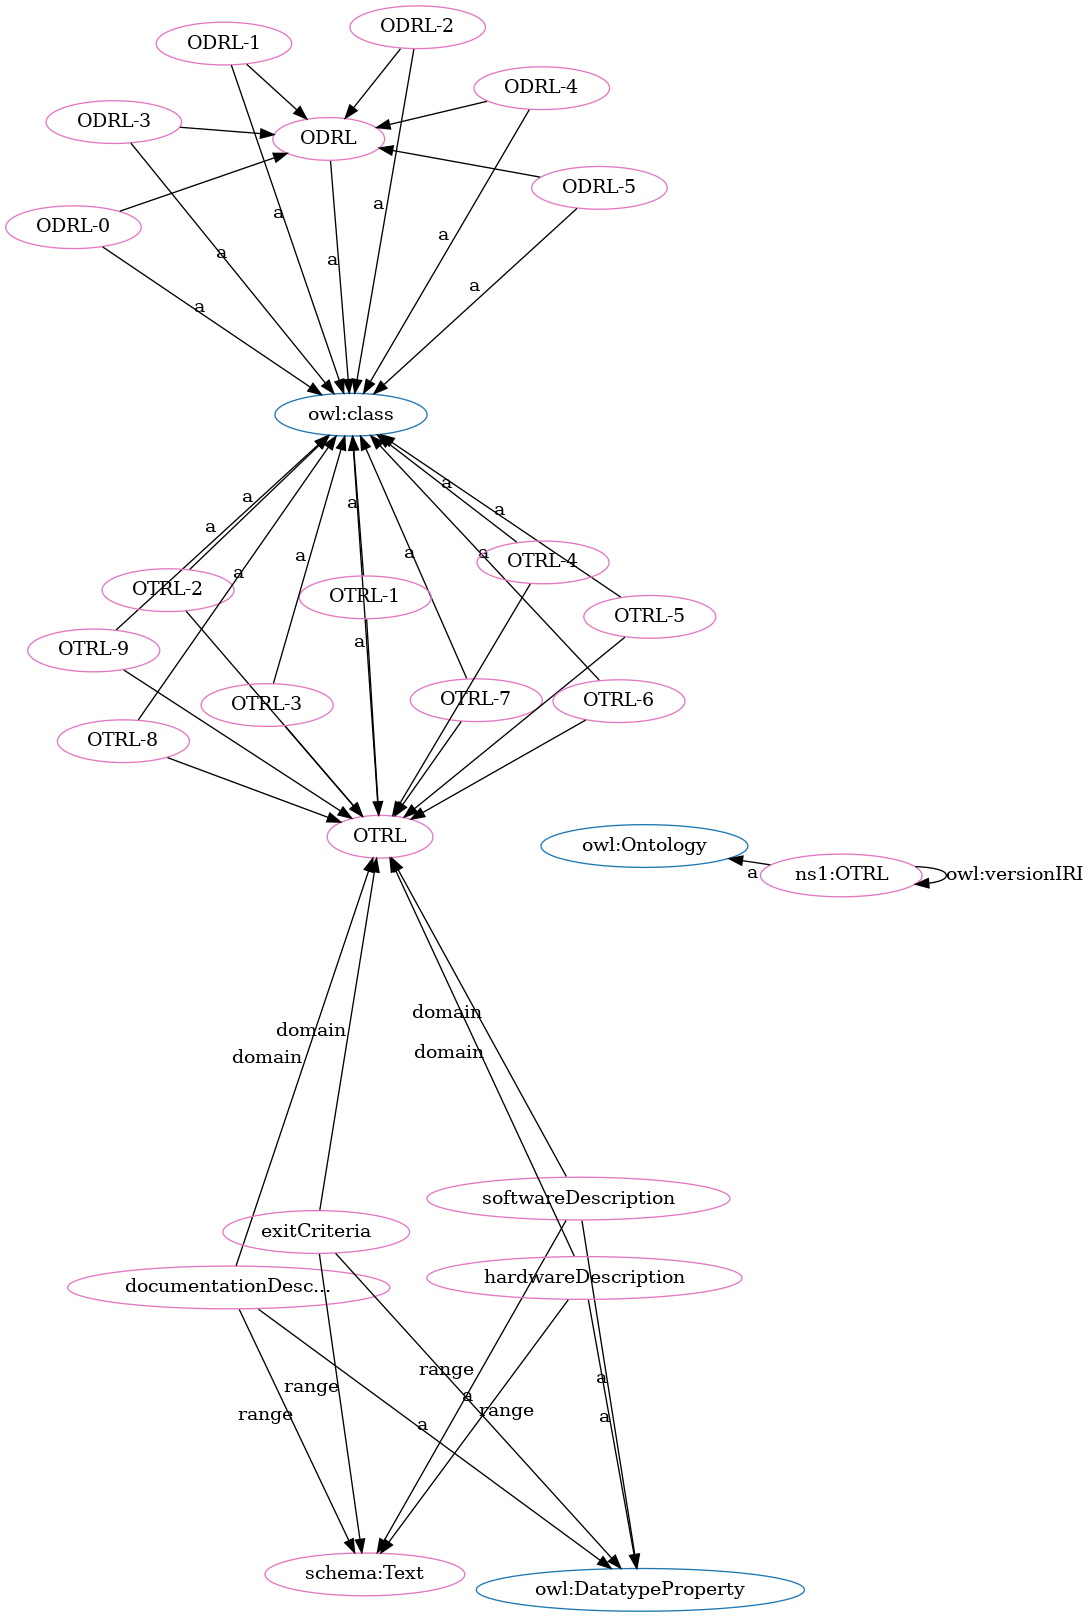 ODRL-2
ODRL-1
ODRL-4
ODRL-3
ODRL
ODRL-5
ODRL-0
a
a
a
a
a
a
a
owl:class
a
a
a
a
a
a
a
a
a
a
OTRL-4
OTRL-2
OTRL-1
OTRL-5
OTRL-9
OTRL-3
OTRL-7
OTRL-6
OTRL-8
OTRL
owl:Ontology
a
ns1:OTRL
owl:versionIRI
domain
domain
domain
domain
softwareDescription
exitCriteria
hardwareDescription
documentationDesc...
range
a
range
a
range
range
a
a
schema:Text
owl:DatatypeProperty